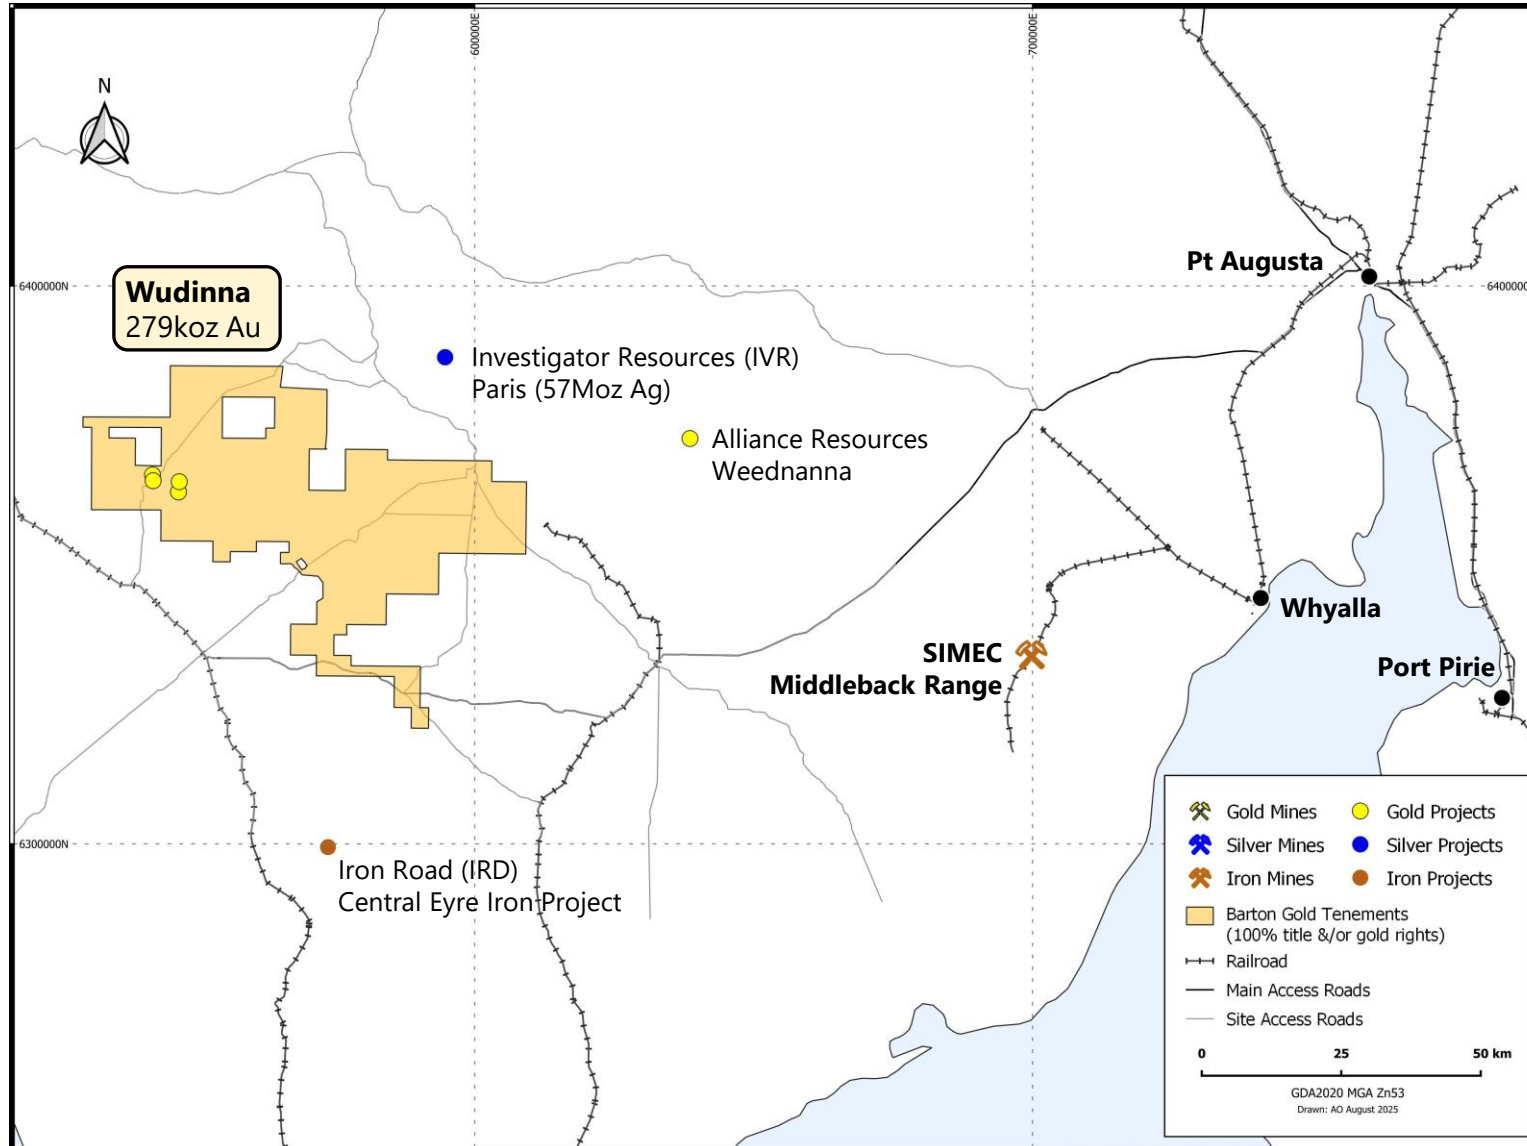 600000E
700000E
N
Pt Augusta
6400000N
640000
Wudinna
279koz Au
Investigator Resources (IVR)
Paris (57Moz Ag)
Alliance Resources
Weednanna
Whyalla
SIMEC
Middleback Range
Port Pirie
6300000N
Iron Road (IRD)
Central Eyre Iron Project
Gold Mines
Gold Projects
Silver Mines
Silver Projects
Iron Mines
Iron Projects
Barton Gold Tenements
(100% title &/or gold rights)
Railroad
Main Access Roads
Site Access Roads
0 25 50 km
GDA2020 MGA Zn53
Drawn: AO August 2025